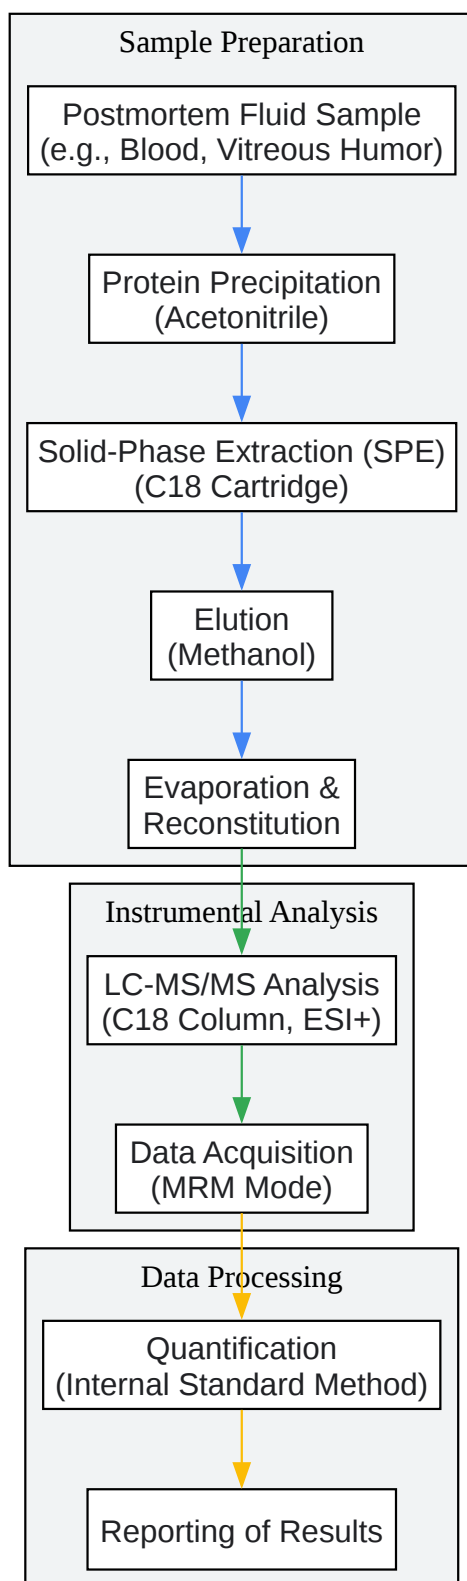 Sample Preparation
Postmortem Fluid Sample
(e.g., Blood, Vitreous Humor)
Protein Precipitation
(Acetonitrile)
Solid-Phase Extraction (SPE)
(C18 Cartridge)
Elution
(Methanol)
Evaporation &
Reconstitution
Instrumental Analysis
LC-MS/MS Analysis
(C18 Column, ESI+)
Data Acquisition
(MRM Mode)
Data Processing
Quantification
(Internal Standard Method)
Reporting of Results